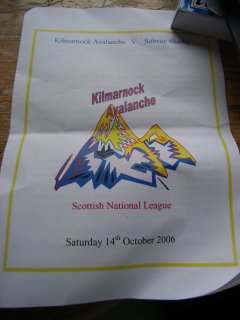 Kilmarnock Avalanche V Solway Sharks
Kilmarnock
Avalanche
Scottish National League
Saturday 14th October 2006